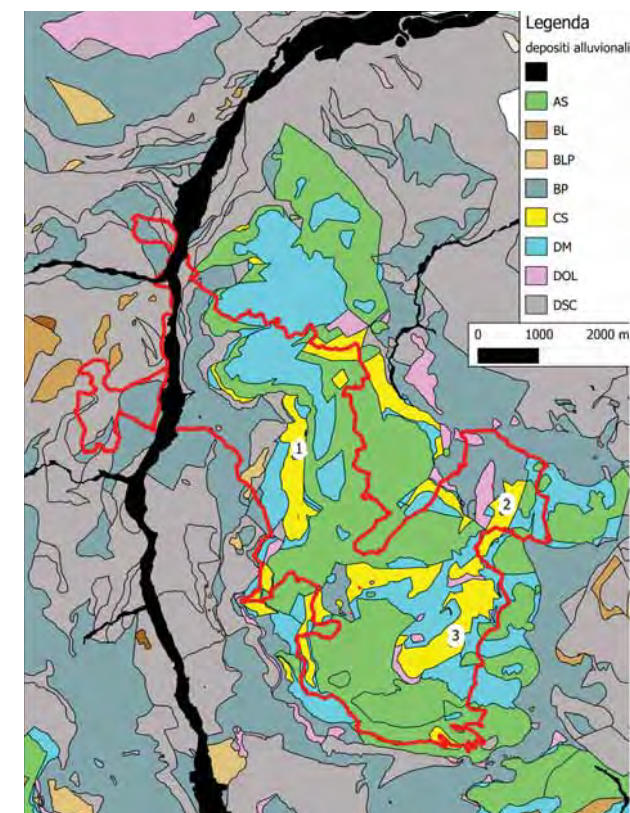 Legenda
depositi alluvionali
AS
BL
BLP
BP
CS
DM
DOL
DSC
0 1000 2000 m
1
2
3